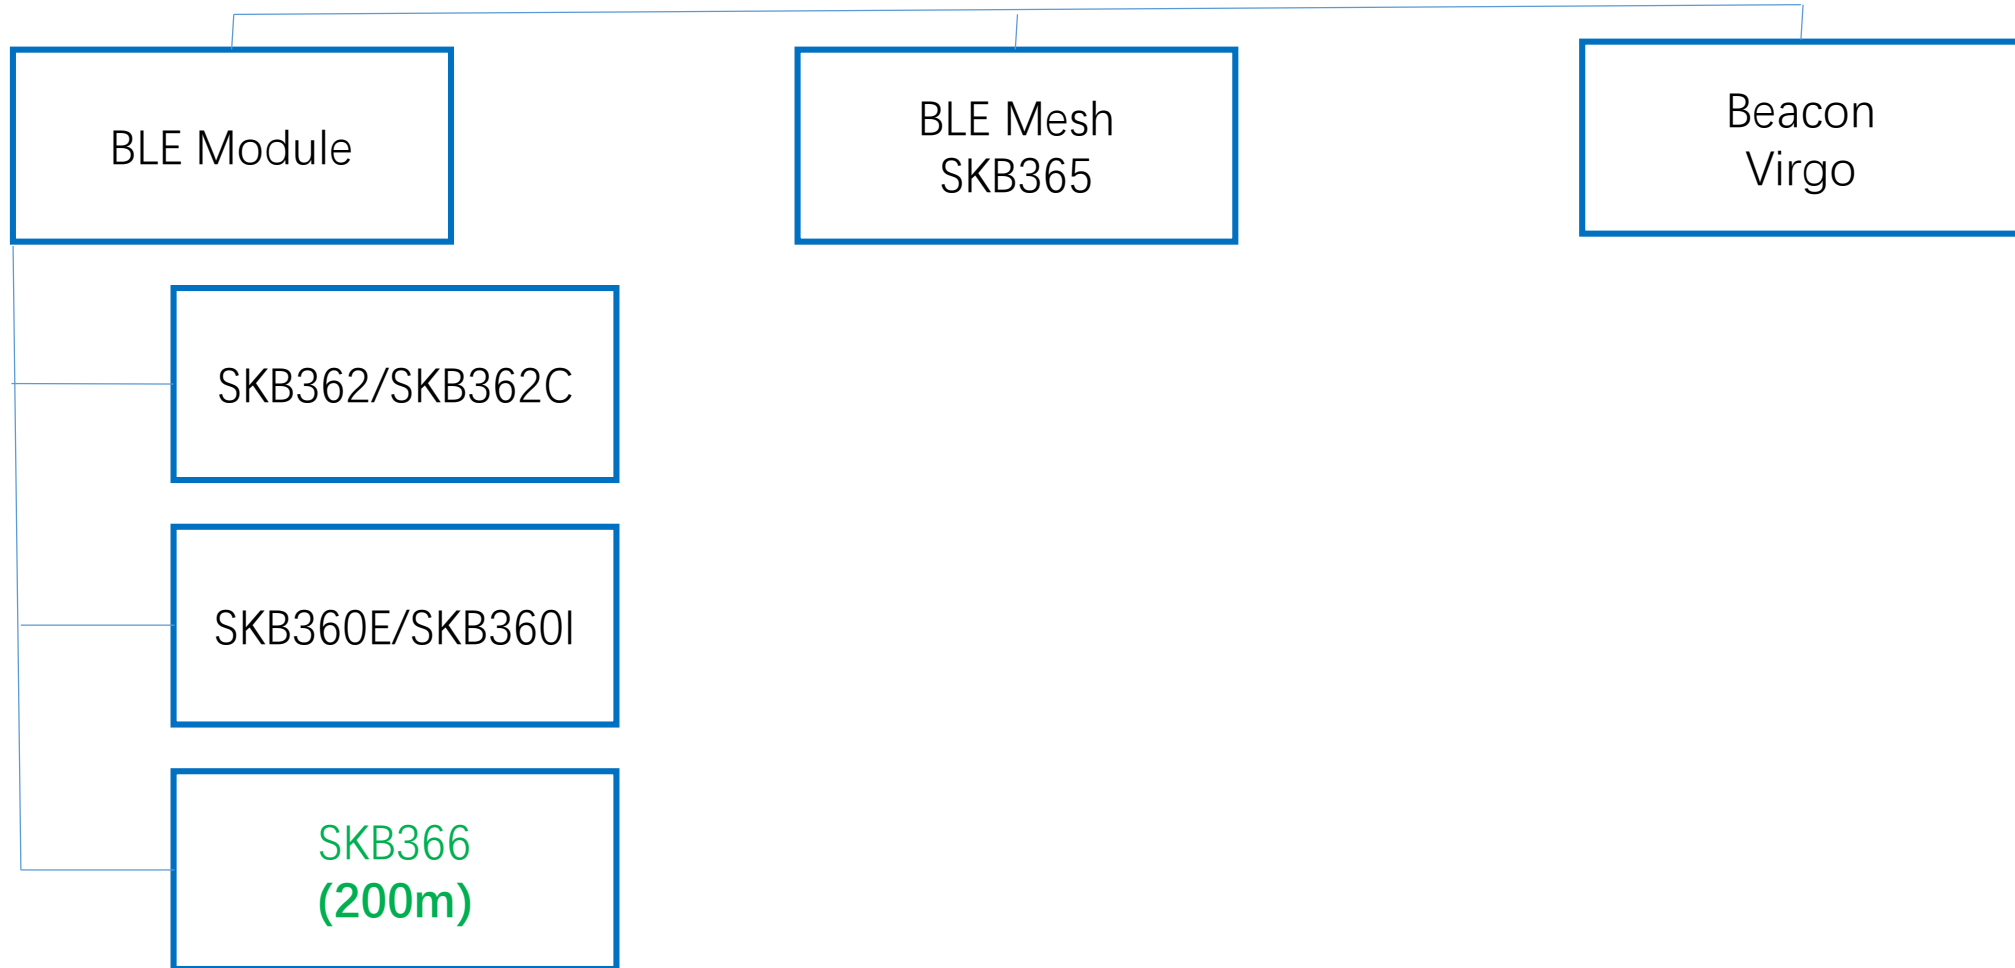 BLE Module
BLE Mesh
SKB365
Beacon
Virgo
SKB362/SKB362C
SKB360E/SKB360I
SKB366
(200m)